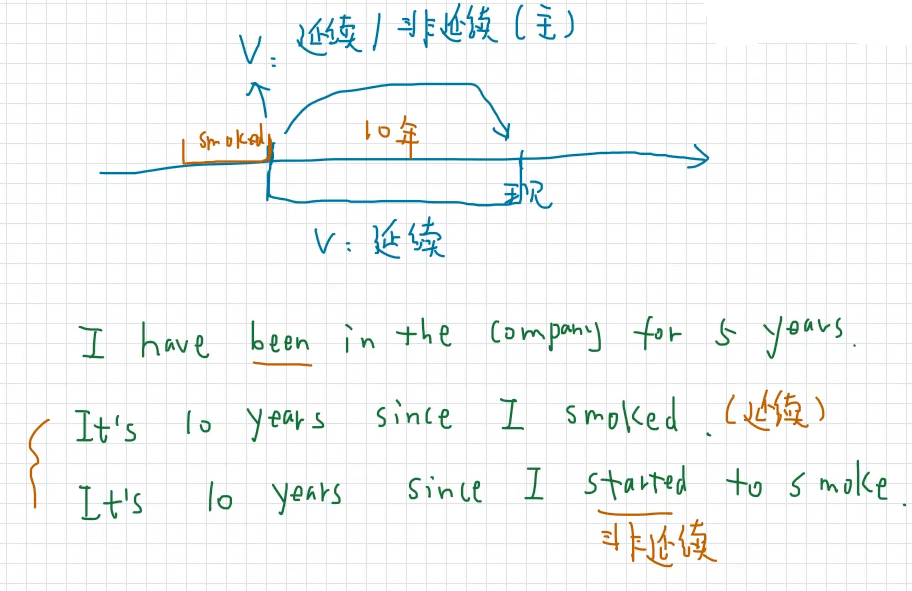 V: 延续 / 非延续 (主)
smoked
10年
现
V: 延续
I have been in the company for 5 years.
It's 10 years since I smoked. (延续)
It's 10 years since I started to smoke.
非延续